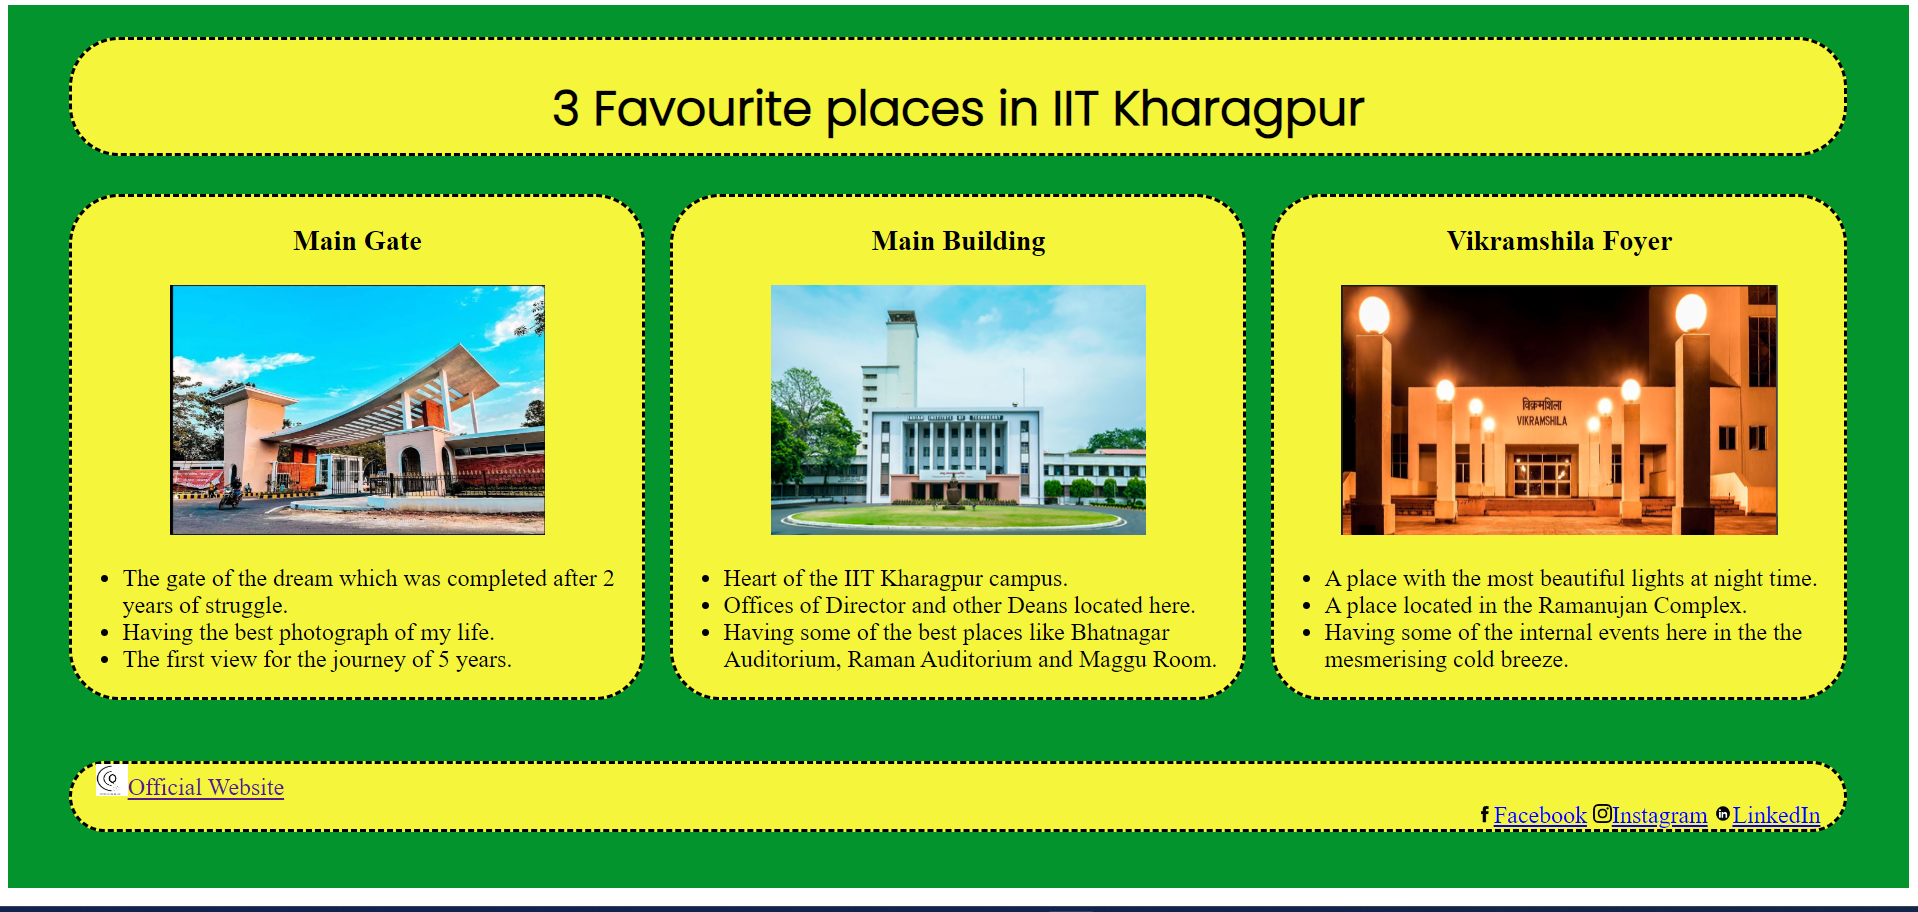 3 Favourite places in IIT Kharagpur
Main Gate
The gate of the dream which was completed after 2
years of struggle.
Having the best photograph of my life.
The first view for the journey of 5 years.
Main Building
Heart of the IIT Kharagpur campus.
Offices of Director and other Deans located here.
Having some of the best places like Bhatnagar
Auditorium, Raman Auditorium and Maggu Room.
Vikramshila Foyer
विक्रमशिला
VIKRAMSHILA
A place with the most beautiful lights at night time.
A place located in the Ramanujan Complex.
Having some of the internal events here in the the
mesmerising cold breeze.
Official Website
Facebook Instagram LinkedIn